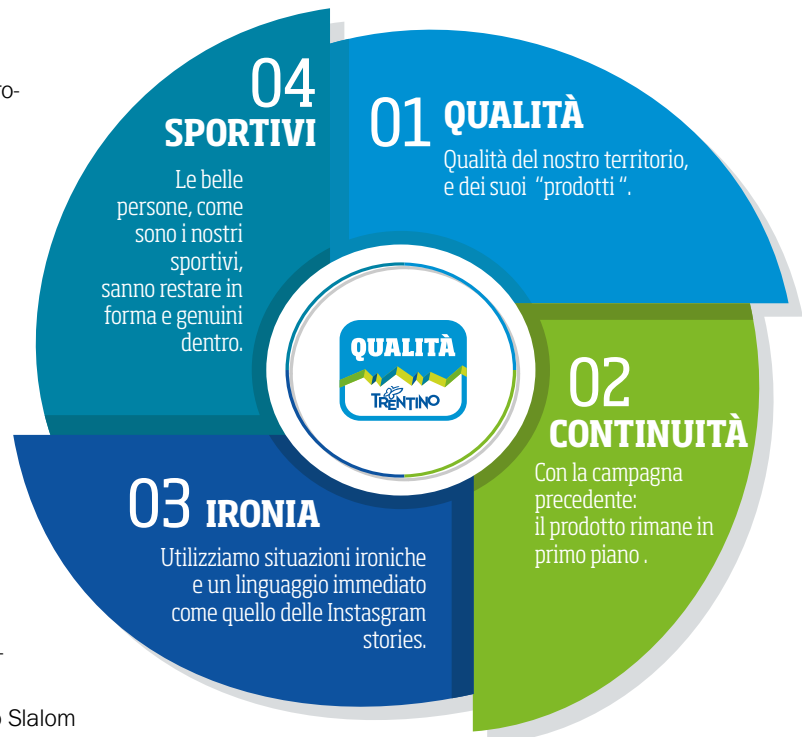 ro-
04
SPORTIVI
Le belle
persone, come
sono i nostri
sportivi,
sanno restare in
forma e genuini
dentro.
01 QUALITÀ
Qualità del nostro territorio,
e dei suoi “prodotti “.
QUALITÀ
TRENTINO
02
CONTINUITÀ
Con la campagna
precedente:
il prodotto rimane in
primo piano .
03 IRONIA
Utilizziamo situazioni ironiche
e un linguaggio immediato
come quello delle Instasgram
stories.
-
Slalom